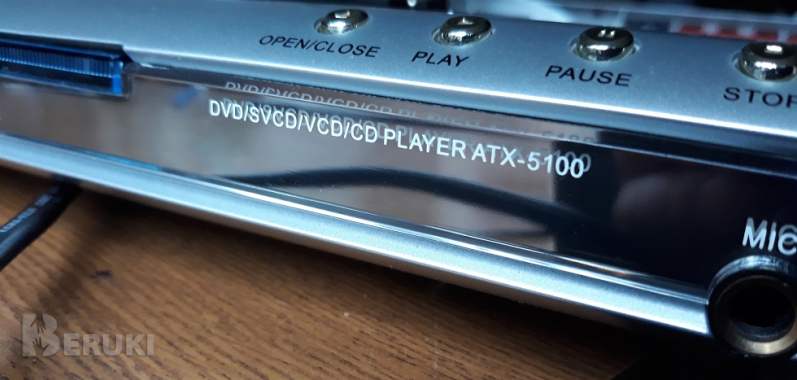 OPEN/CLOSE
PLAY
PAUSE
STOP
DVD/SVCD/VCD/CD PLAYER ATX-5100
MIC
BERUKI